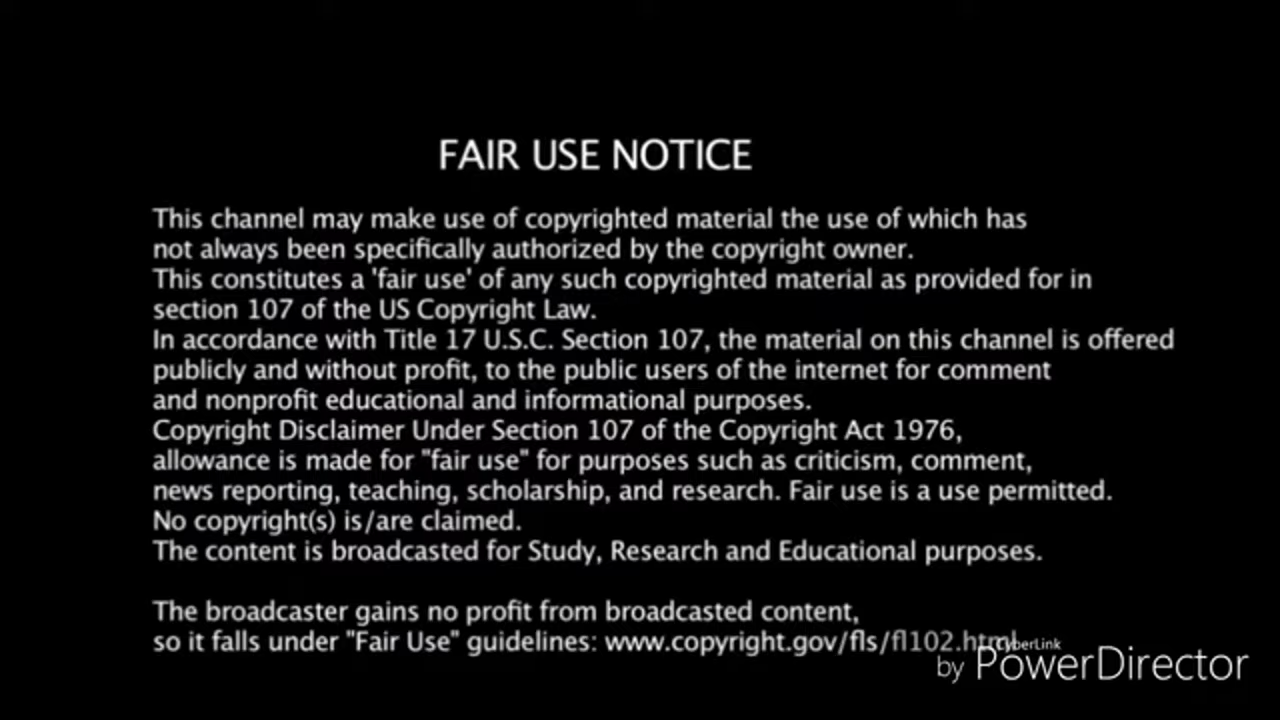 FAIR USE NOTICE
This channel may make use of copyrighted material the use of which has
not always been specifically authorized by the copyright owner.
This constitutes a 'fair use' of any such copyrighted material as provided for in
section 107 of the US Copyright Law.
In accordance with Title 17 U.S.C. Section 107, the material on this channel is offered
publicly and without profit, to the public users of the internet for comment
and nonprofit educational and informational purposes.
Copyright Disclaimer Under Section 107 of the Copyright Act 1976,
allowance is made for "fair use" for purposes such as criticism, comment,
news reporting, teaching, scholarship, and research. Fair use is a use permitted.
No copyright(s) is/are claimed.
The content is broadcasted for Study, Research and Educational purposes.
The broadcaster gains no profit from broadcasted content,
so it falls under "Fair Use" guidelines: www.copyright.gov/fls/fl102.html
CyberLink
by PowerDirector